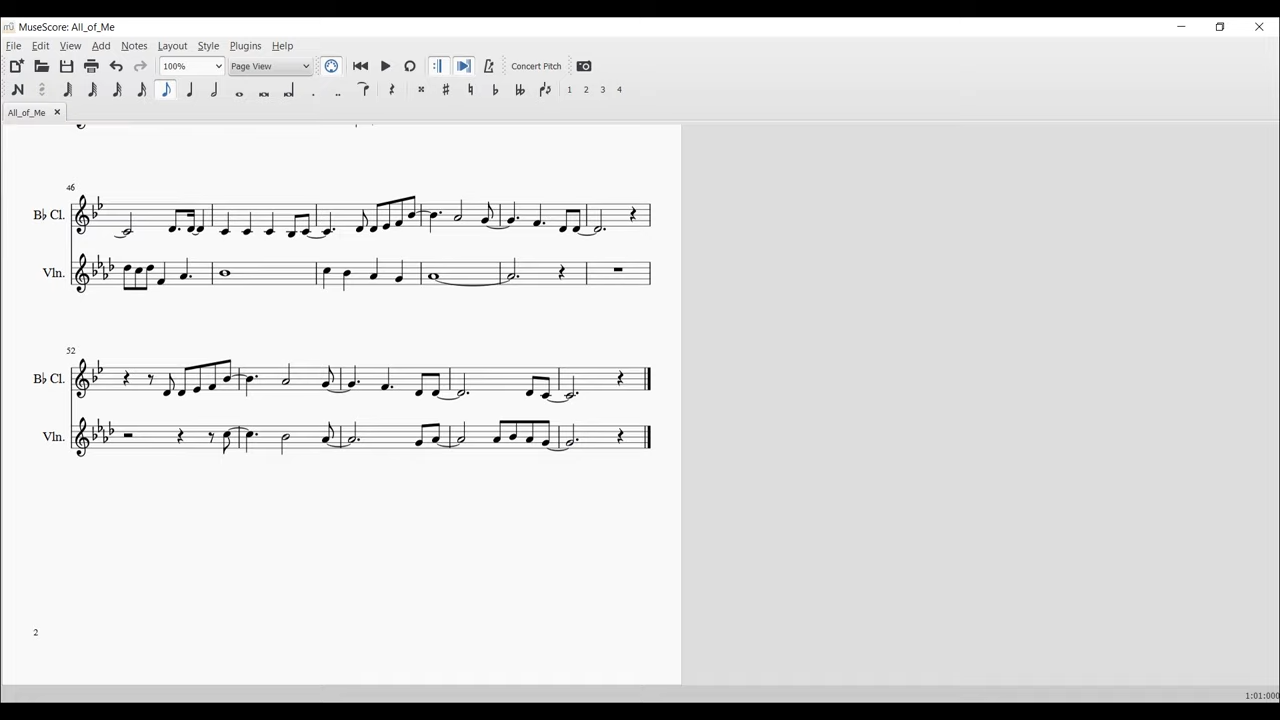 MuseScore: All_of_Me
File Edit View Add Notes Layout Style Plugins Help
100% Page View Concert Pitch
1 2 3 4
All_of_Me
46
B♭ Cl.
Vln.
52
B♭ Cl.
Vln.
2
1:01:000